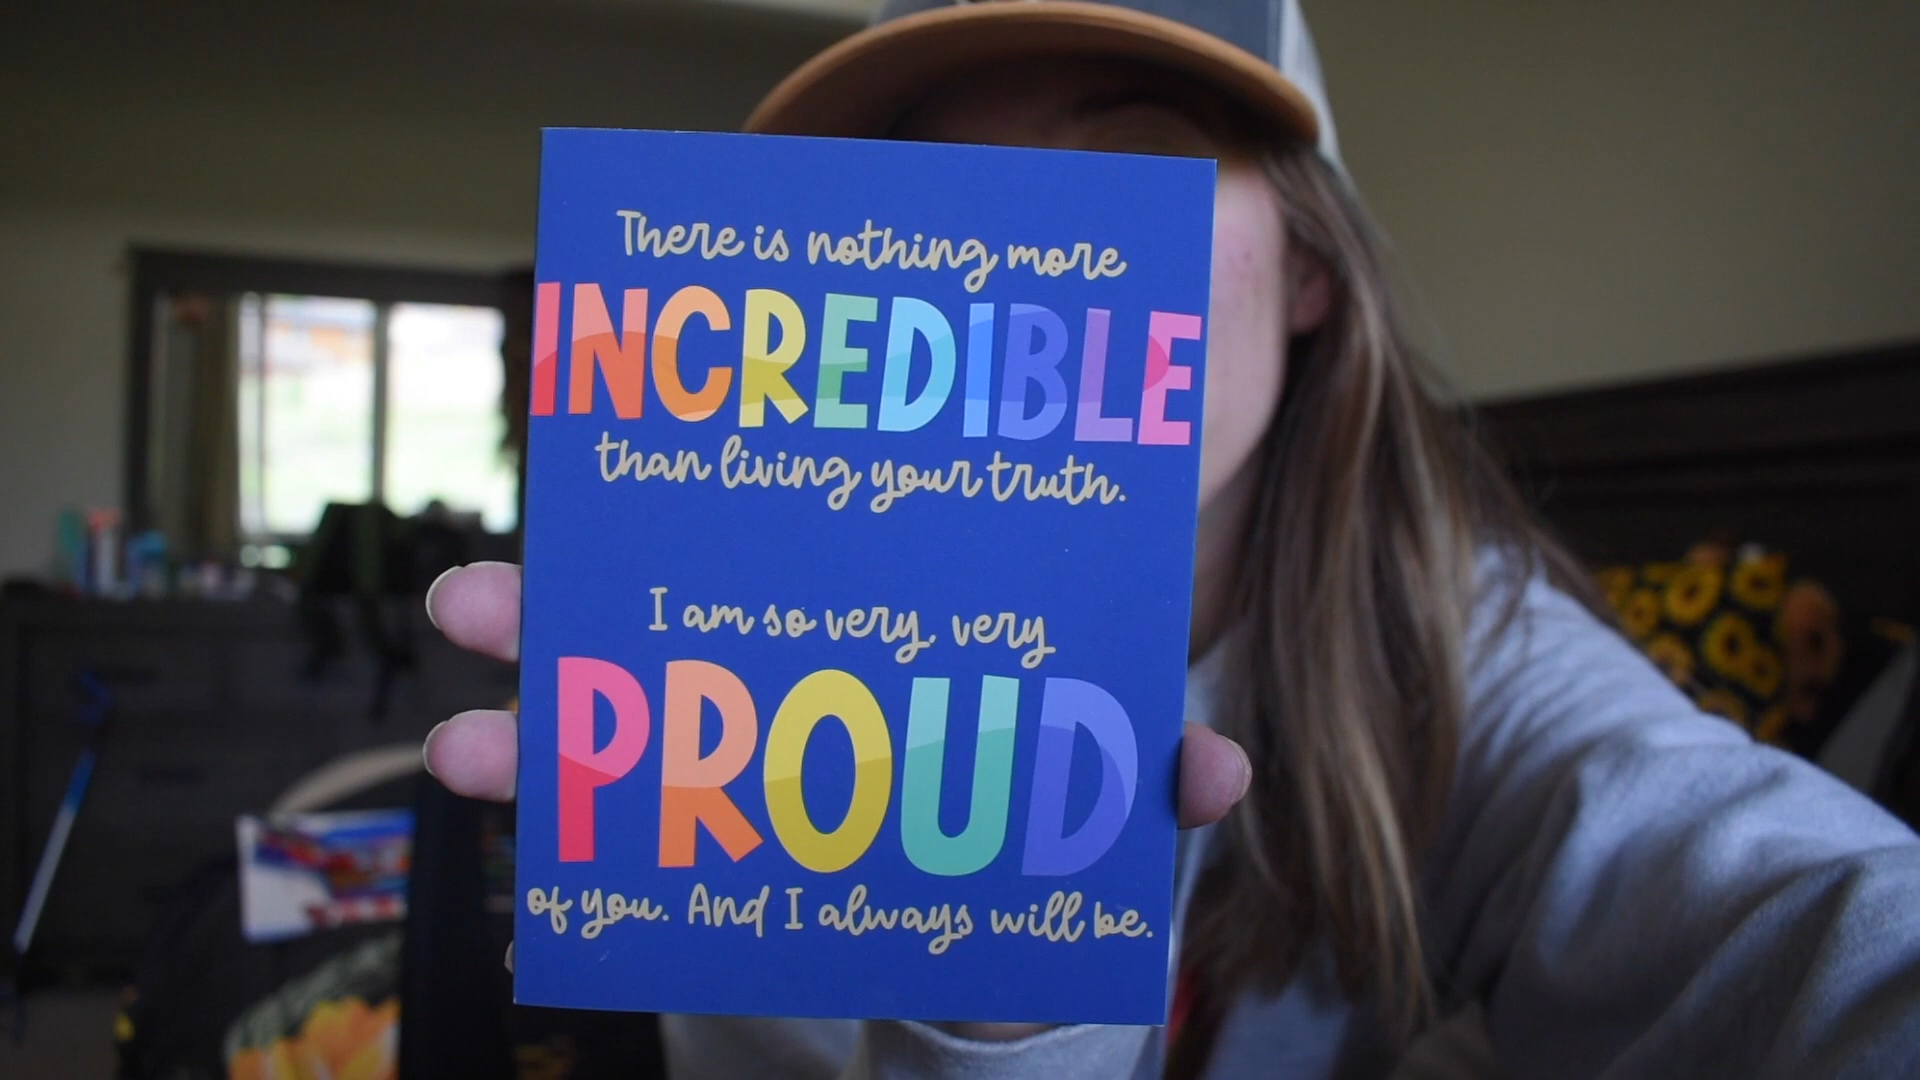 There is nothing more
INCREDIBLE
than living your truth.
I am so very, very
PROUD
of you. And I always will be.